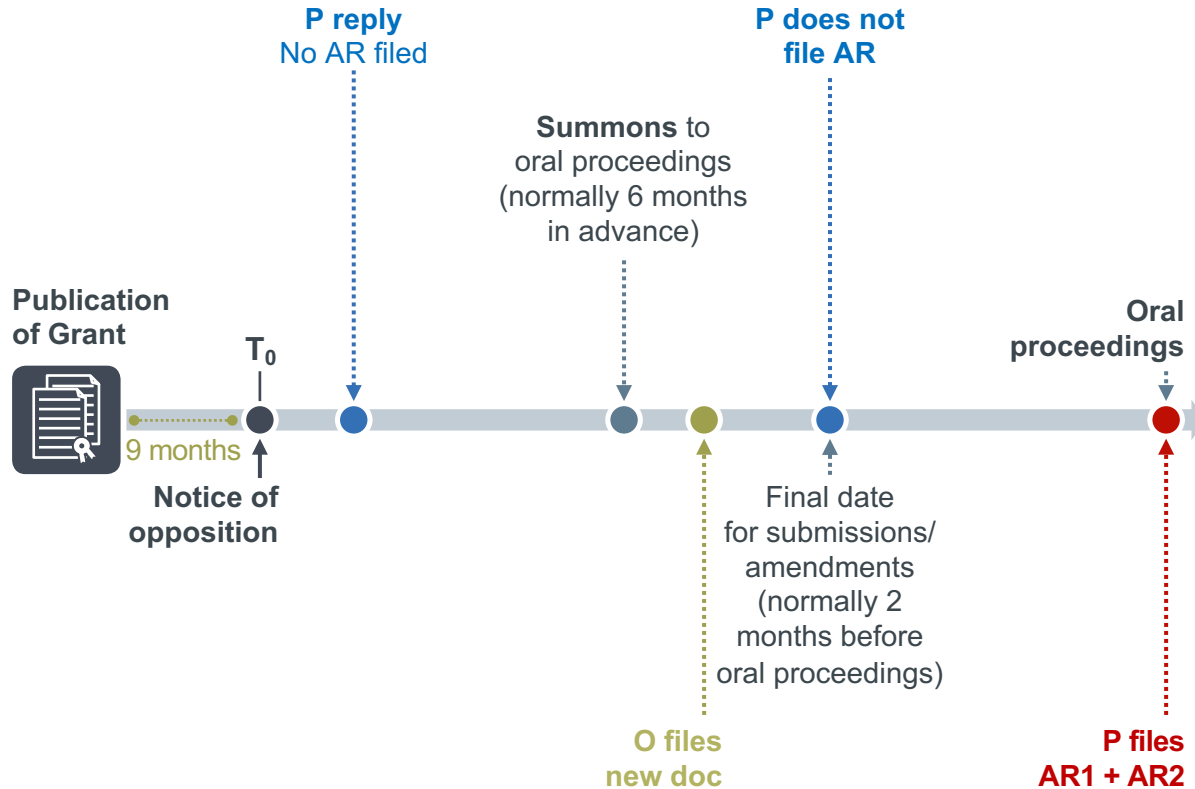 P reply
No AR filed
P does not
file AR
Summons to
oral proceedings
(normally 6 months
in advance)
Publication
of Grant
T₀
Oral
proceedings
9 months
Notice of
opposition
Final date
for submissions/
amendments
(normally 2
months before
oral proceedings)
O files
new doc
P files
AR1 + AR2